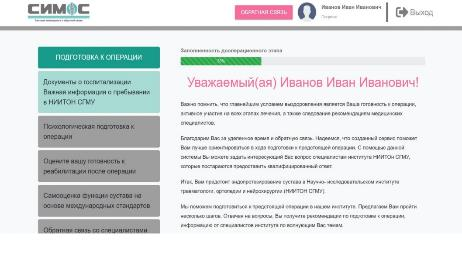 СИМОС
ОБРАТНАЯ СВЯЗЬ
Иванов Иван Иванович
Выход
ПОДГОТОВКА К ОПЕРАЦИИ
Документы о госпитализации
Важная информация о пребывании
в НИИТОН СГМУ
Психологическая подготовка к
операции
Оцените вашу готовность к
реабилитации после операции
Самооценка функции сустава на
основе международных стандартов
Обратная связь со специалистами
Заполненность дооперационного этапа
Уважаемый(ая) Иванов Иван Иванович!
Важно помнить, что главнейшим условием выздоровления является Ваша готовность к операции,
активное участие на всех этапах лечения, а также следование рекомендациям медицинских
специалистов.
Благодарим Вас за уделенное время и обратную связь. Надеемся, что созданный сервис поможет
Вам лучше ориентироваться в ходе подготовки к предстоящей операции. С помощью данной
системы Вы можете задать интересующий Вас вопрос специалистам института НИИТОН СГМУ,
которые постараются предоставить квалифицированный ответ.
Итак, Вам предстоит эндопротезирование сустава в Научно-исследовательском институте
травматологии, ортопедии и нейрохирургии (НИИТОН СГМУ).
Мы поможем подготовиться к предстоящей операции в нашем институте. Предлагаем Вам пройти
несколько шагов. Отвечая на вопросы, Вы получите рекомендации по подготовке к операции,
информацию от специалистов института по волнующим Вас темам.